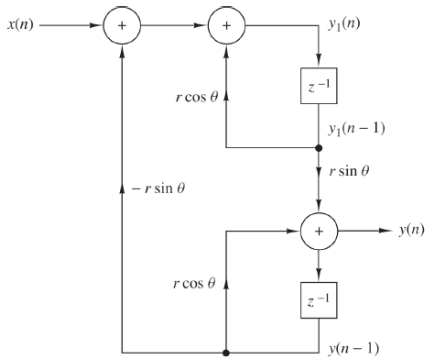 x(n)
+
+
y₁(n)
r cos θ
z⁻¹
y₁(n − 1)
r sin θ
− r sin θ
+
y(n)
r cos θ
z⁻¹
y(n − 1)